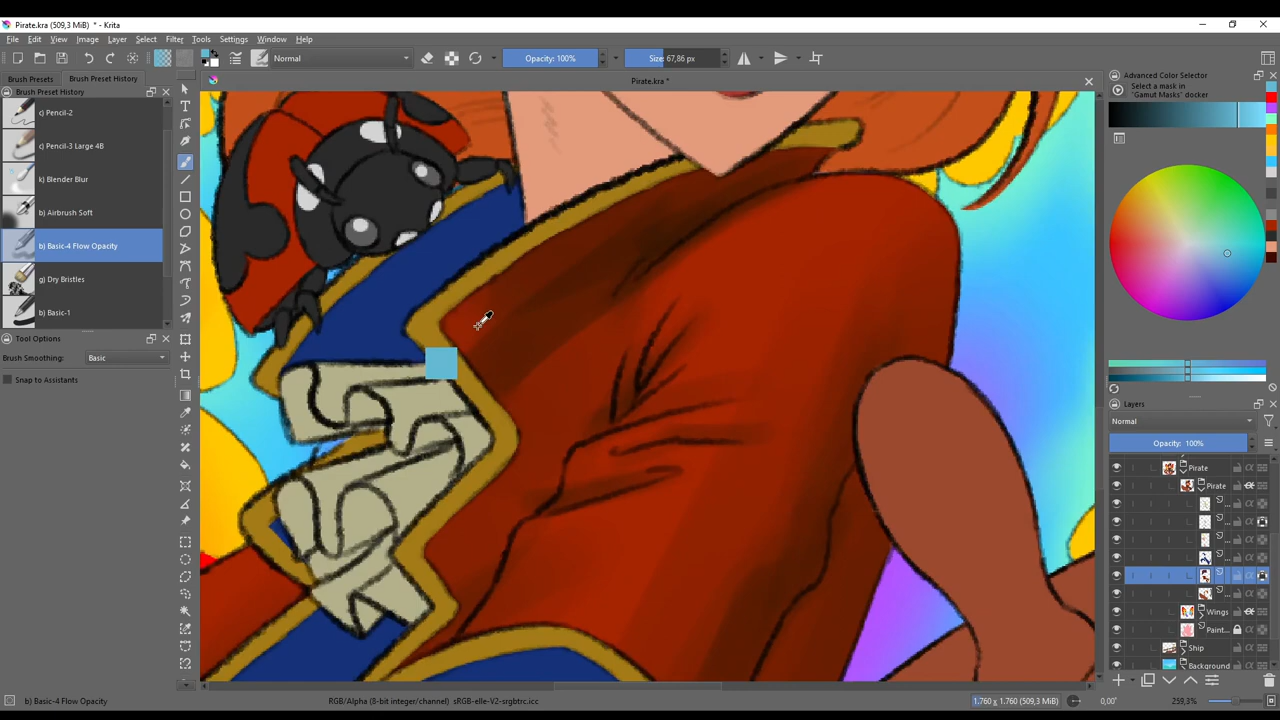 Pirate.kra (509,3 MiB) * - Krita
File Edit View Image Layer Select Filter Tools Settings Window Help
Normal
Opacity: 100%
Size: 67,86 px
Brush Presets
Brush Preset History
Pirate.kra *
Brush Preset History
c) Pencil-2
c) Pencil-3 Large 4B
k) Blender Blur
b) Airbrush Soft
b) Basic-4 Flow Opacity
g) Dry Bristles
b) Basic-1
Tool Options
Brush Smoothing:
Basic
Snap to Assistants
Advanced Color Selector
Select a mask in
"Gamut Masks" docker
Layers
Normal
Opacity: 100%
Pirate
Pirate
Wings
Paint...
Ship
Background
b) Basic-4 Flow Opacity
RGB/Alpha (8-bit integer/channel) sRGB-elle-V2-srgbtrc.icc
1.760 x 1.760 (509,3 MiB)
0,00°
259,3%